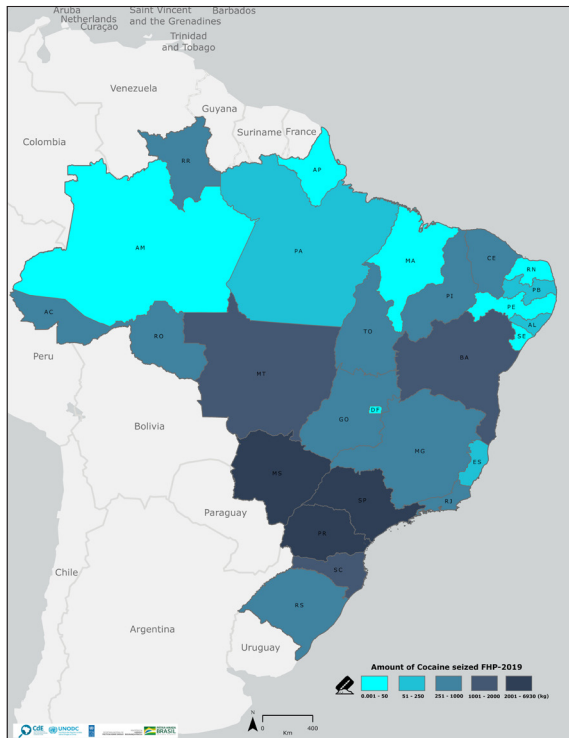 Aruba
Netherlands
Curaçao
Saint Vincent
and the Grenadines
Barbados
Trinidad
and Tobago
Venezuela
Guyana
Suriname
France
Colombia
RR
AP
AM
PA
MA
CE
RN
PB
PI
PE
AL
SE
AC
RO
TO
Peru
MT
BA
Bolivia
GO
DF
MG
ES
MS
SP
RJ
Paraguay
PR
SC
Chile
RS
Argentina
Uruguay
Amount of Cocaine seized FHP-2019
0.001 - 50
51 - 250
251 - 1000
1001 - 2000
2001 - 6930 (kg)
N
0
400
Km
CdE
UNODC
BRASIL